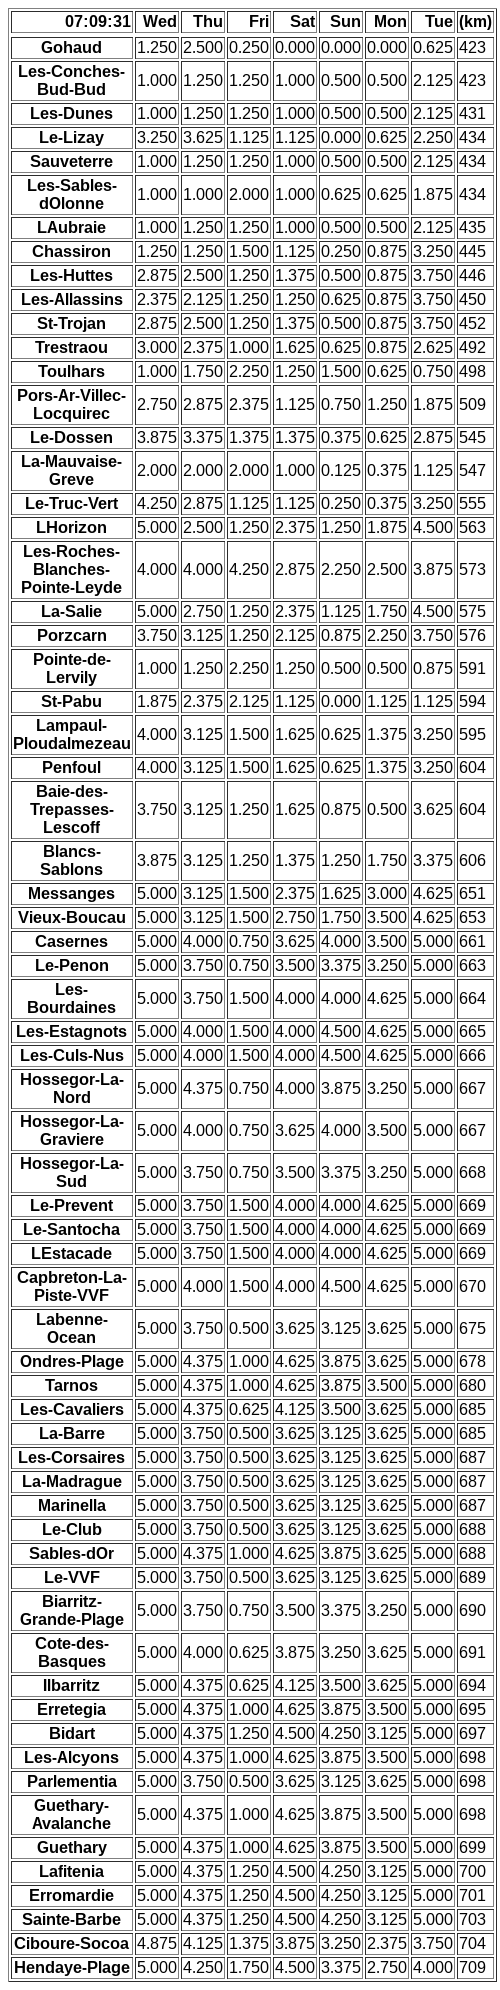 07:09:31 Wed Thu Fri Sat Sun Mon Tue (km)
Gohaud 1.250 2.500 0.250 0.000 0.000 0.000 0.625 423
Les-Conches-
Bud-Bud 1.000 1.250 1.250 1.000 0.500 0.500 2.125 423
Les-Dunes 1.000 1.250 1.250 1.000 0.500 0.500 2.125 431
Le-Lizay 3.250 3.625 1.125 1.125 0.000 0.625 2.250 434
Sauveterre 1.000 1.250 1.250 1.000 0.500 0.500 2.125 434
Les-Sables-
dOlonne 1.000 1.000 2.000 1.000 0.625 0.625 1.875 434
LAubraie 1.000 1.250 1.250 1.000 0.500 0.500 2.125 435
Chassiron 1.250 1.250 1.500 1.125 0.250 0.875 3.250 445
Les-Huttes 2.875 2.500 1.250 1.375 0.500 0.875 3.750 446
Les-Allassins 2.375 2.125 1.250 1.250 0.625 0.875 3.750 450
St-Trojan 2.875 2.500 1.250 1.375 0.500 0.875 3.750 452
Trestraou 3.000 2.375 1.000 1.625 0.625 0.875 2.625 492
Toulhars 1.000 1.750 2.250 1.250 1.500 0.625 0.750 498
Pors-Ar-Villec-
Locquirec 2.750 2.875 2.375 1.125 0.750 1.250 1.875 509
Le-Dossen 3.875 3.375 1.375 1.375 0.375 0.625 2.875 545
La-Mauvaise-
Greve 2.000 2.000 2.000 1.000 0.125 0.375 1.125 547
Le-Truc-Vert 4.250 2.875 1.125 1.125 0.250 0.375 3.250 555
LHorizon 5.000 2.500 1.250 2.375 1.250 1.875 4.500 563
Les-Roches-
Blanches-
Pointe-Leyde 4.000 4.000 4.250 2.875 2.250 2.500 3.875 573
La-Salie 5.000 2.750 1.250 2.375 1.125 1.750 4.500 575
Porzcarn 3.750 3.125 1.250 2.125 0.875 2.250 3.750 576
Pointe-de-
Lervily 1.000 1.250 2.250 1.250 0.500 0.500 0.875 591
St-Pabu 1.875 2.375 2.125 1.125 0.000 1.125 1.125 594
Lampaul-
Ploudalmezeau 4.000 3.125 1.500 1.625 0.625 1.375 3.250 595
Penfoul 4.000 3.125 1.500 1.625 0.625 1.375 3.250 604
Baie-des-
Trepasses-
Lescoff 3.750 3.125 1.250 1.625 0.875 0.500 3.625 604
Blancs-
Sablons 3.875 3.125 1.250 1.375 1.250 1.750 3.375 606
Messanges 5.000 3.125 1.500 2.375 1.625 3.000 4.625 651
Vieux-Boucau 5.000 3.125 1.500 2.750 1.750 3.500 4.625 653
Casernes 5.000 4.000 0.750 3.625 4.000 3.500 5.000 661
Le-Penon 5.000 3.750 0.750 3.500 3.375 3.250 5.000 663
Les-
Bourdaines 5.000 3.750 1.500 4.000 4.000 4.625 5.000 664
Les-Estagnots 5.000 4.000 1.500 4.000 4.500 4.625 5.000 665
Les-Culs-Nus 5.000 4.000 1.500 4.000 4.500 4.625 5.000 666
Hossegor-La-
Nord 5.000 4.375 0.750 4.000 3.875 3.250 5.000 667
Hossegor-La-
Graviere 5.000 4.000 0.750 3.625 4.000 3.500 5.000 667
Hossegor-La-
Sud 5.000 3.750 0.750 3.500 3.375 3.250 5.000 668
Le-Prevent 5.000 3.750 1.500 4.000 4.000 4.625 5.000 669
Le-Santocha 5.000 3.750 1.500 4.000 4.000 4.625 5.000 669
LEstacade 5.000 3.750 1.500 4.000 4.000 4.625 5.000 669
Capbreton-La-
Piste-VVF 5.000 4.000 1.500 4.000 4.500 4.625 5.000 670
Labenne-
Ocean 5.000 3.750 0.500 3.625 3.125 3.625 5.000 675
Ondres-Plage 5.000 4.375 1.000 4.625 3.875 3.625 5.000 678
Tarnos 5.000 4.375 1.000 4.625 3.875 3.500 5.000 680
Les-Cavaliers 5.000 4.375 0.625 4.125 3.500 3.625 5.000 685
La-Barre 5.000 3.750 0.500 3.625 3.125 3.625 5.000 685
Les-Corsaires 5.000 3.750 0.500 3.625 3.125 3.625 5.000 687
La-Madrague 5.000 3.750 0.500 3.625 3.125 3.625 5.000 687
Marinella 5.000 3.750 0.500 3.625 3.125 3.625 5.000 687
Le-Club 5.000 3.750 0.500 3.625 3.125 3.625 5.000 688
Sables-dOr 5.000 4.375 1.000 4.625 3.875 3.625 5.000 688
Le-VVF 5.000 3.750 0.500 3.625 3.125 3.625 5.000 689
Biarritz-
Grande-Plage 5.000 3.750 0.750 3.500 3.375 3.250 5.000 690
Cote-des-
Basques 5.000 4.000 0.625 3.875 3.250 3.625 5.000 691
Ilbarritz 5.000 4.375 0.625 4.125 3.500 3.625 5.000 694
Erretegia 5.000 4.375 1.000 4.625 3.875 3.500 5.000 695
Bidart 5.000 4.375 1.250 4.500 4.250 3.125 5.000 697
Les-Alcyons 5.000 4.375 1.000 4.625 3.875 3.500 5.000 698
Parlementia 5.000 3.750 0.500 3.625 3.125 3.625 5.000 698
Guethary-
Avalanche 5.000 4.375 1.000 4.625 3.875 3.500 5.000 698
Guethary 5.000 4.375 1.000 4.625 3.875 3.500 5.000 699
Lafitenia 5.000 4.375 1.250 4.500 4.250 3.125 5.000 700
Erromardie 5.000 4.375 1.250 4.500 4.250 3.125 5.000 701
Sainte-Barbe 5.000 4.375 1.250 4.500 4.250 3.125 5.000 703
Ciboure-Socoa 4.875 4.125 1.375 3.875 3.250 2.375 3.750 704
Hendaye-Plage 5.000 4.250 1.750 4.500 3.375 2.750 4.000 709